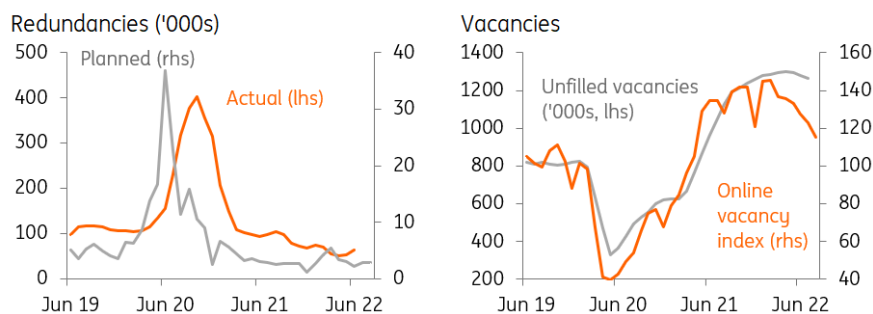 Redundancies ('000s)
500
400
300
200
100
0
40
30
20
10
0
Planned (rhs)
Actual (lhs)
Jun 19
Jun 20
Jun 21
Jun 22
Vacancies
1400
1200
1000
800
600
400
200
160
140
120
100
80
60
40
Unfilled vacancies
('000s, lhs)
Online
vacancy
index (rhs)
Jun 19
Jun 20
Jun 21
Jun 22